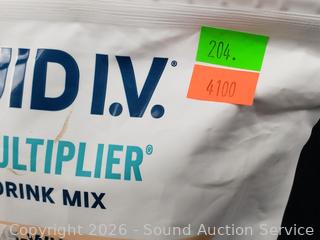 204.
4100
UID I.V.®
ULTIPLIER®
DRINK MIX
Copyright 2026 - Sound Auction Service